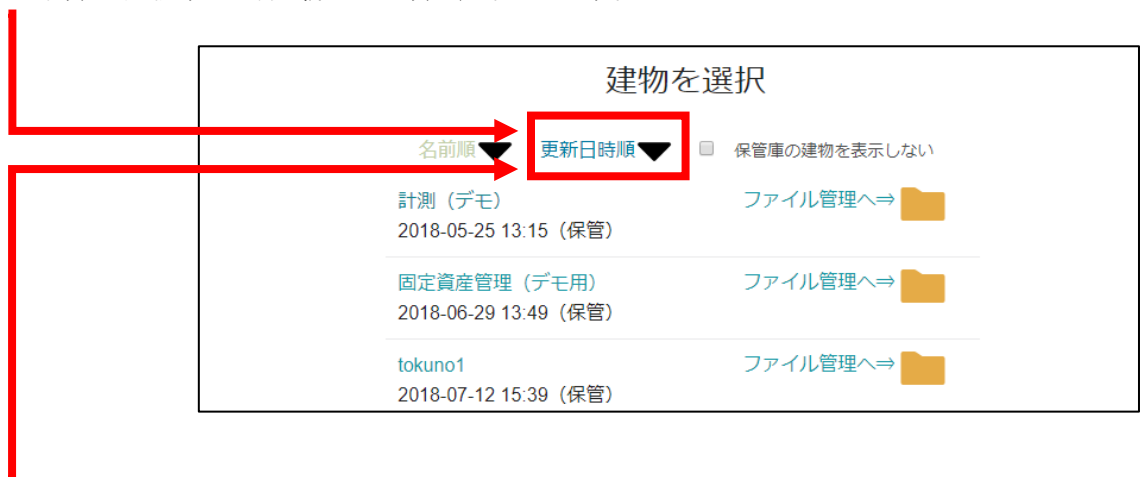 建物を選択
名前順▼ 更新日時順▼ 保管庫の建物を表示しない
計測（デモ） ファイル管理へ⇒
2018-05-25 13:15（保管）
固定資産管理（デモ用） ファイル管理へ⇒
2018-06-29 13:49（保管）
tokuno1 ファイル管理へ⇒
2018-07-12 15:39（保管）